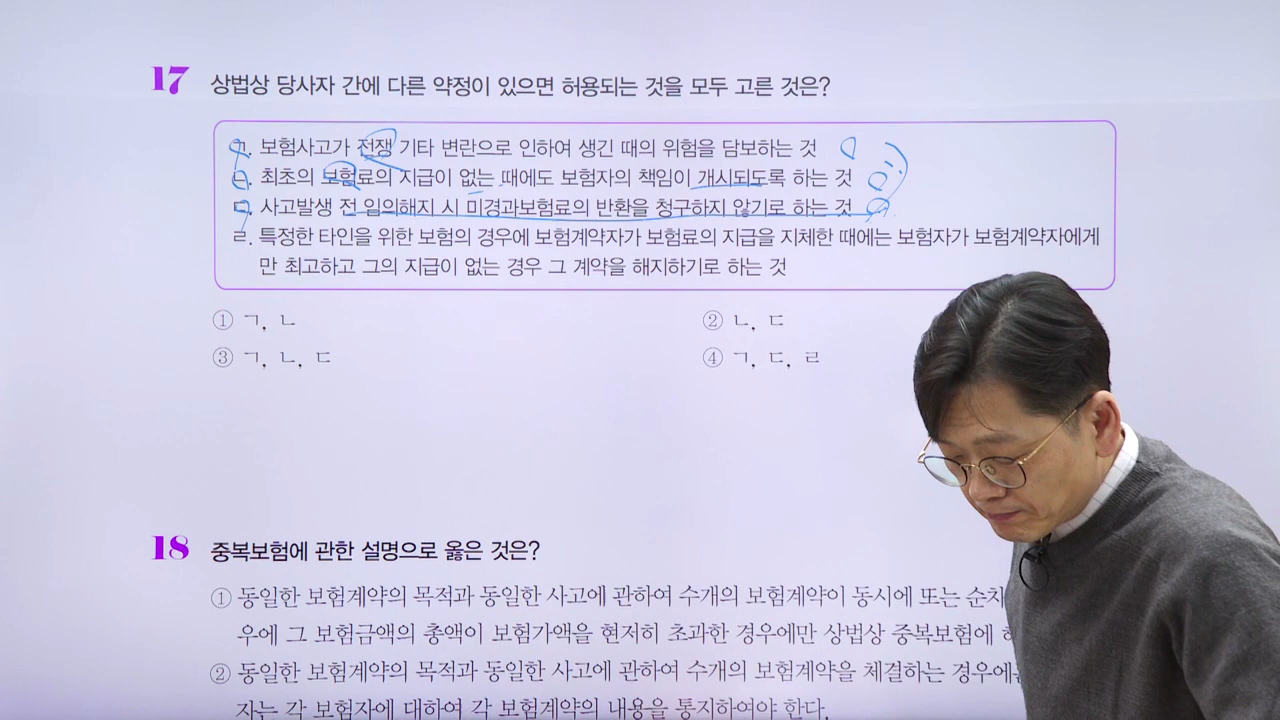 17 상법상 당사자 간에 다른 약정이 있으면 허용되는 것을 모두 고른 것은?
ㄱ. 보험사고가 전쟁 기타 변란으로 인하여 생긴 때의 위험을 담보하는 것
ㄴ. 최초의 보험료의 지급이 없는 때에도 보험자의 책임이 개시되도록 하는 것
ㄷ. 사고발생 전 임의해지 시 미경과보험료의 반환을 청구하지 않기로 하는 것
ㄹ. 특정한 타인을 위한 보험의 경우에 보험계약자가 보험료의 지급을 지체한 때에는 보험자가 보험계약자에게
만 최고하고 그의 지급이 없는 경우 그 계약을 해지하기로 하는 것
① ㄱ, ㄴ
② ㄴ, ㄷ
③ ㄱ, ㄴ, ㄷ
④ ㄱ, ㄷ, ㄹ
18 중복보험에 관한 설명으로 옳은 것은?
① 동일한 보험계약의 목적과 동일한 사고에 관하여 수개의 보험계약이 동시에 또는 순차
우에 그 보험금액의 총액이 보험가액을 현저히 초과한 경우에만 상법상 중복보험에
② 동일한 보험계약의 목적과 동일한 사고에 관하여 수개의 보험계약을 체결하는 경우에
자는 각 보험자에 대하여 각 보험계약의 내용을 통지하여야 한다.